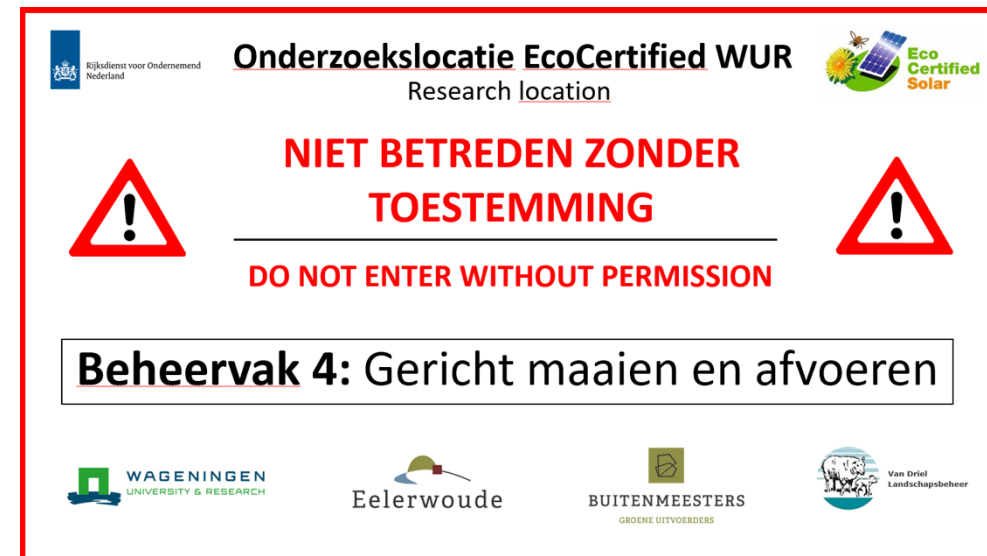 Rijksdienst voor Ondernemend
Nederland
Onderzoekslocatie EcoCertified WUR
Research location
Eco
Certified
Solar
NIET BETREDEN ZONDER
TOESTEMMING
DO NOT ENTER WITHOUT PERMISSION
Beheervak 4: Gericht maaien en afvoeren
WAGENINGEN
UNIVERSITY & RESEARCH
Eelerwoude
BUITENMEESTERS
GROENE UITVOERDERS
Van Driel
Landschapsbeheer